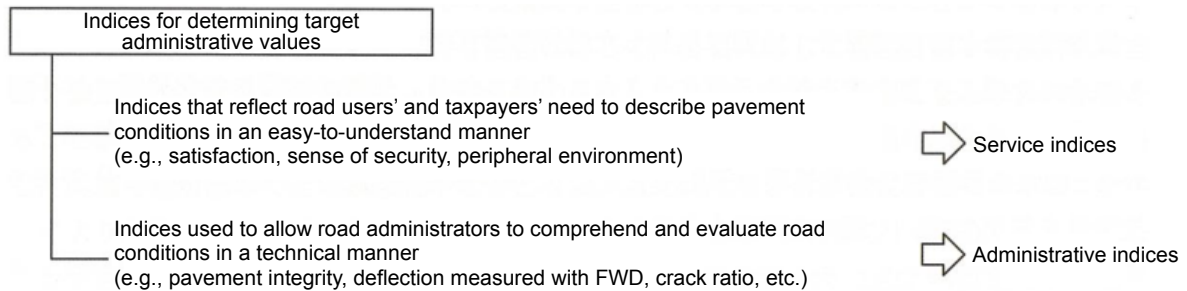 Indices for determining target
administrative values
Indices that reflect road users’ and taxpayers’ need to describe pavement
conditions in an easy-to-understand manner
(e.g., satisfaction, sense of security, peripheral environment)
Service indices
Indices used to allow road administrators to comprehend and evaluate road
conditions in a technical manner
(e.g., pavement integrity, deflection measured with FWD, crack ratio, etc.)
Administrative indices